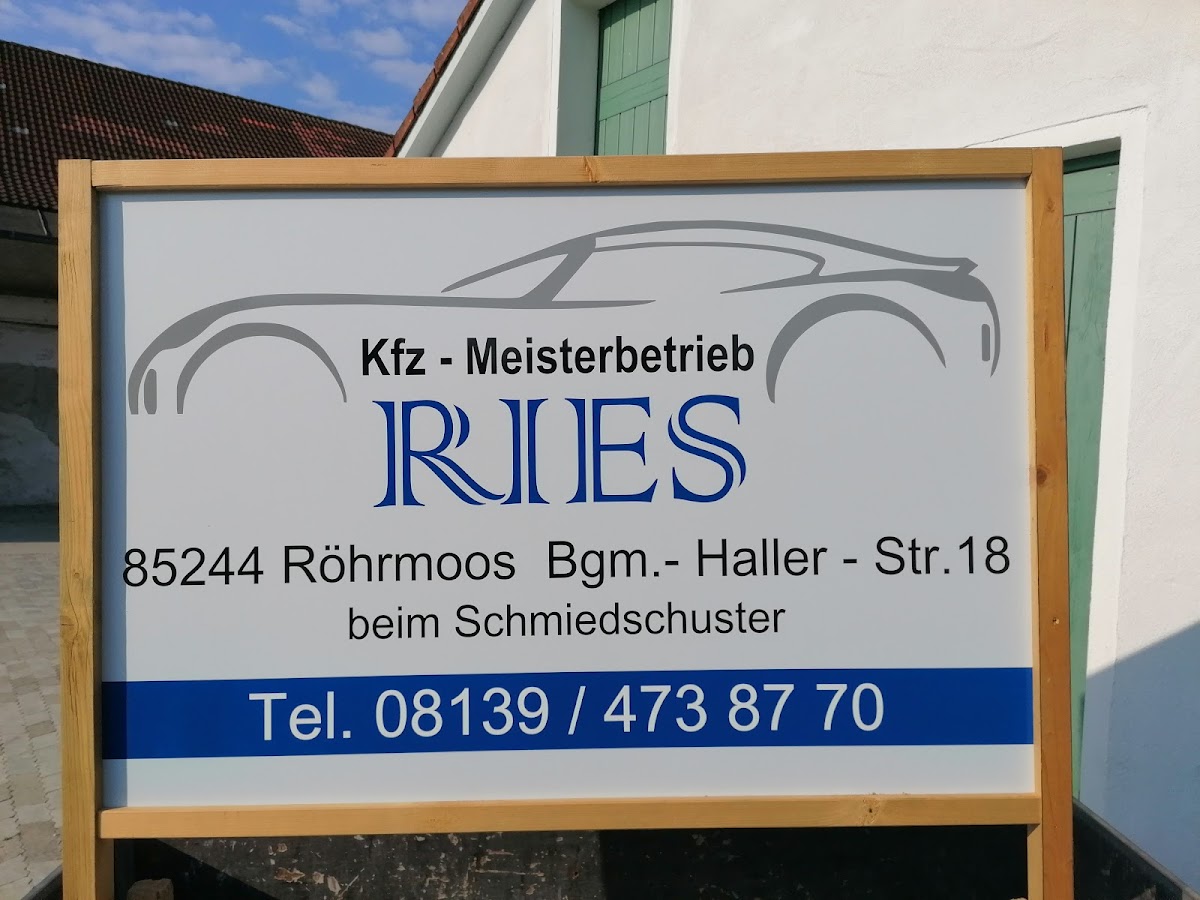 Kfz - Meisterbetrieb
RIES
85244 Röhrmoos Bgm.- Haller - Str.18
beim Schmiedschuster
Tel. 08139 / 473 87 70